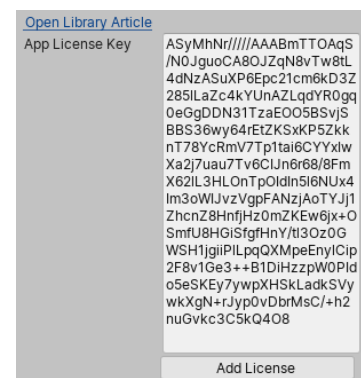 Open Library Article
App License Key
ASyMhNr/////AAABmTTOAqS
/N0JguoCA8OJZqN8vTw8tL
4dNzASuXP6Epc21cm6kD3Z
285lLaZc4kYUnAZLqdYR0gq
0eGgDDN31TzaEOO5BSvjS
BBS36wy64rEtZKSxKP5Zkk
nT78YcRmV7Tp1tai6CYYxlw
Xa2j7uau7Tv6ClJn6r68/8Fm
X62lL3HLOnTpOldln5l6NUx4
lm3oWlJvzVgpFANzjAoTYJj1
ZhcnZ8HnfjHz0mZKEw6jx+O
SmfU8HGiSfgfHnY/tI3Oz0G
WSH1jgiiPlLpqQXMpeEnylCip
2F8v1Ge3++B1DiHzzpW0Pld
o5eSKEy7ywpXHSkLadkSVy
wkXgN+rJyp0vDbrMsC/+h2
nuGvkc3C5kQ4O8
Add License